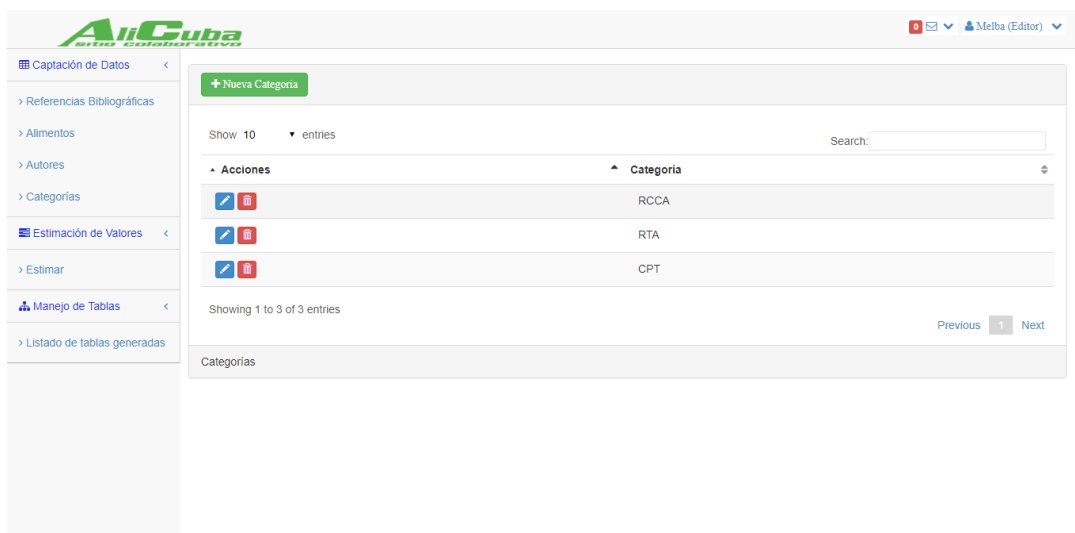 AliCuba
sitio colaborativo
0
Melba (Editor)
Captación de Datos
Referencias Bibliográficas
Alimentos
Autores
Categorías
Estimación de Valores
Estimar
Manejo de Tablas
Listado de tablas generadas
+ Nueva Categoria
Show 10 entries
Search:
Acciones Categoria
RCCA
RTA
CPT
Showing 1 to 3 of 3 entries
Previous 1 Next
Categorías